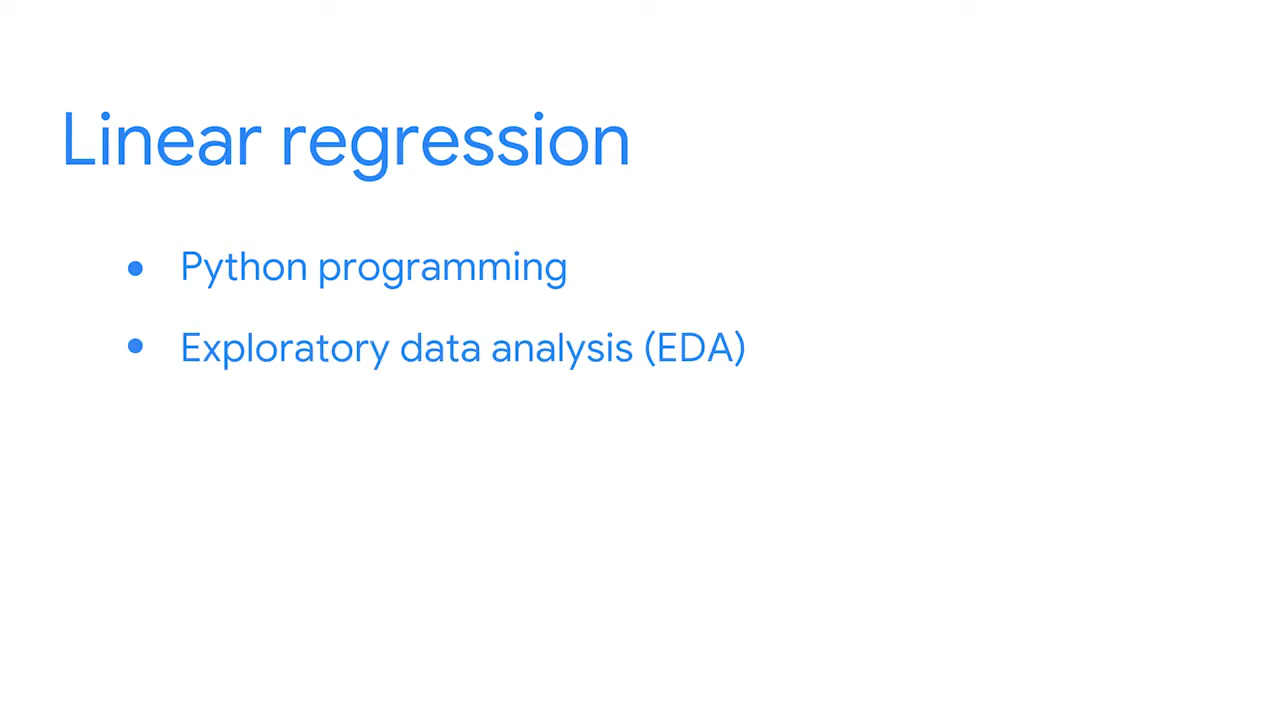 Linear regression
• Python programming
• Exploratory data analysis (EDA)